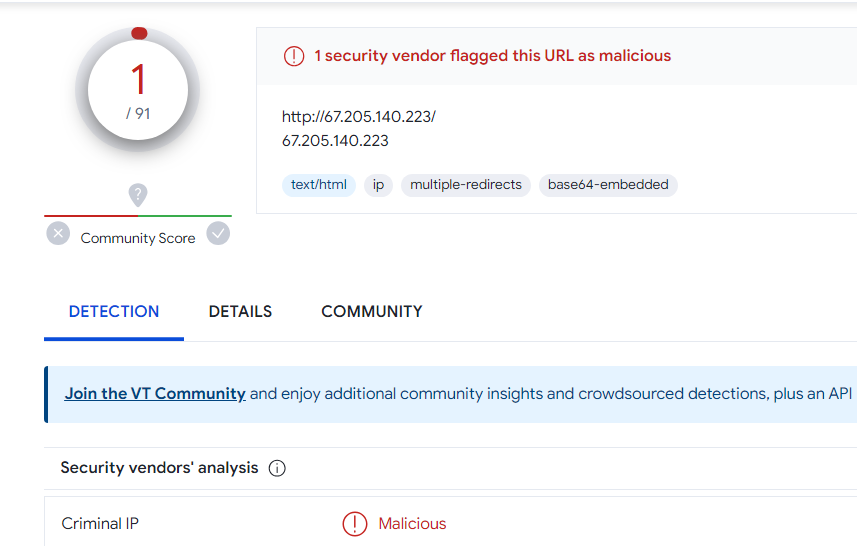 1
/ 91
1 security vendor flagged this URL as malicious
http://67.205.140.223/
67.205.140.223
text/html ip multiple-redirects base64-embedded
?
Community Score
DETECTION DETAILS COMMUNITY
Join the VT Community and enjoy additional community insights and crowdsourced detections, plus an API
Security vendors' analysis
Criminal IP Malicious